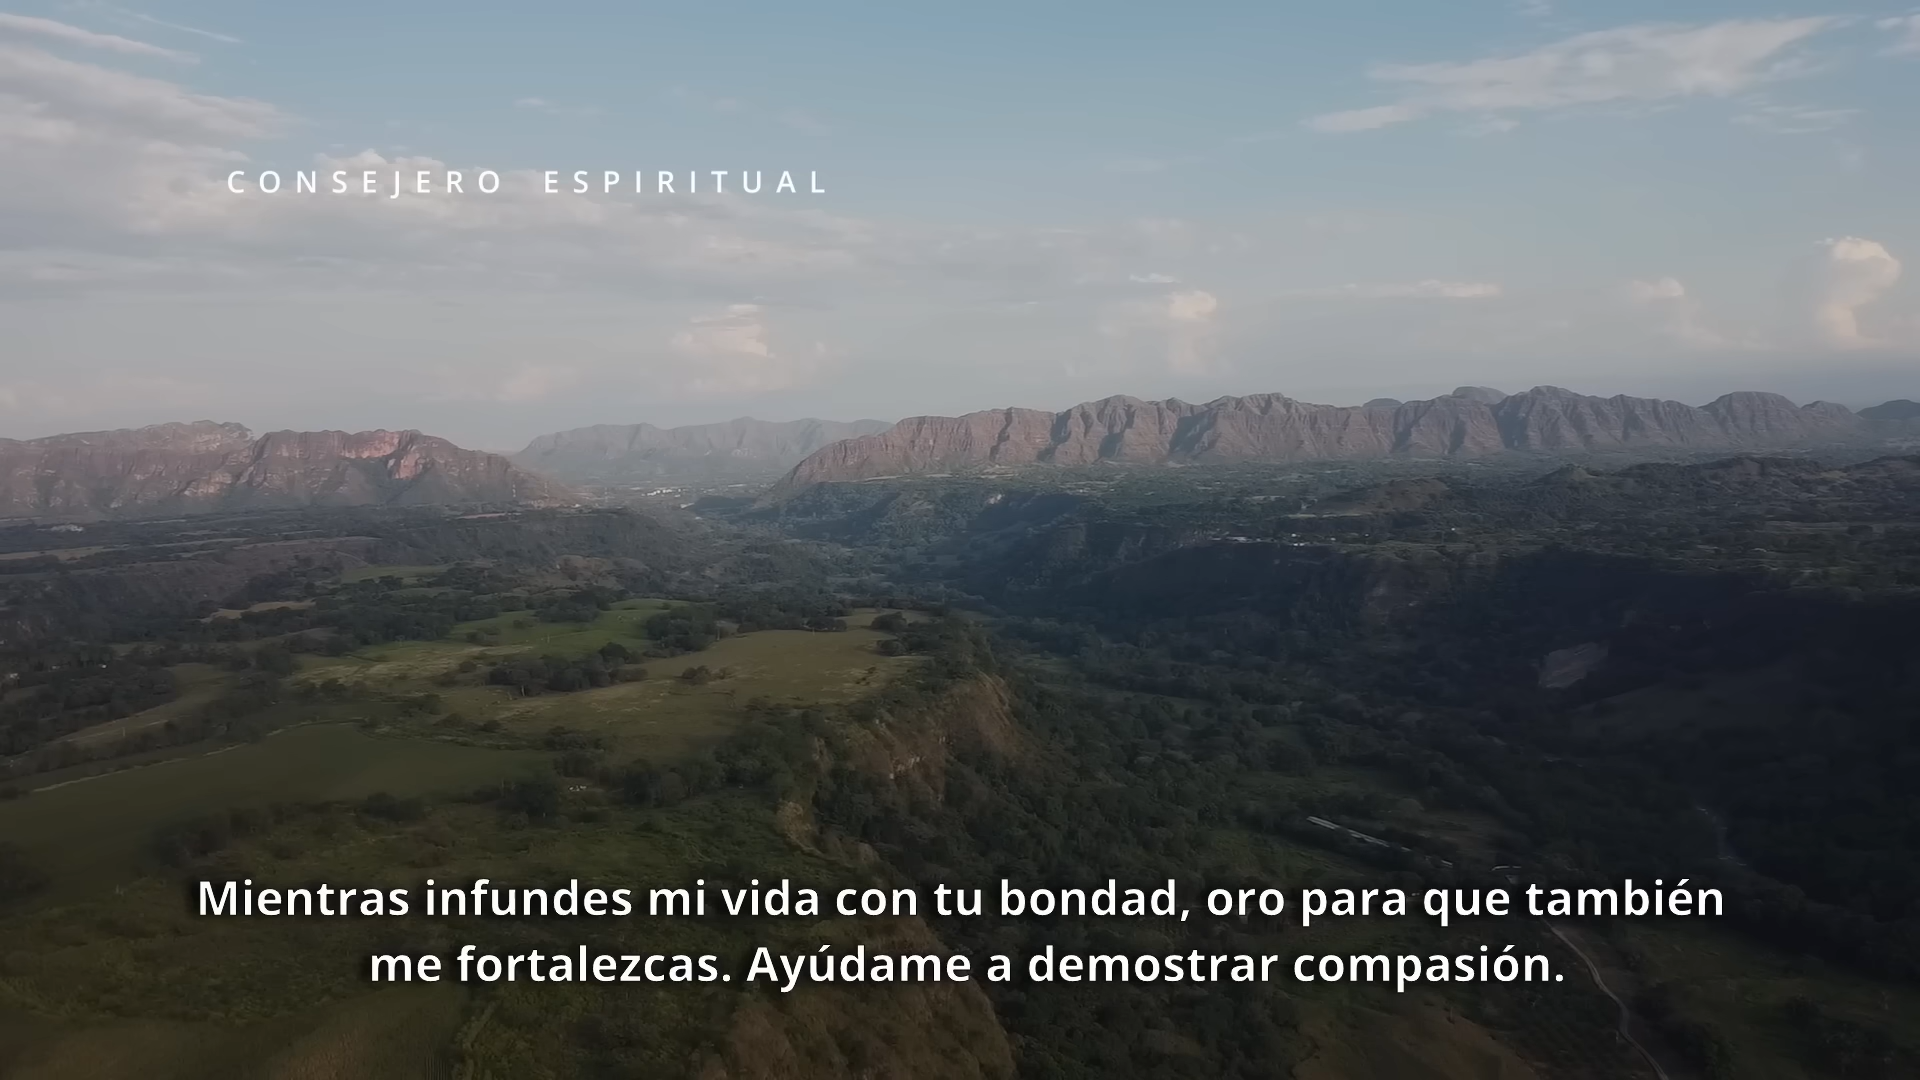 CONSEJERO ESPIRITUAL
Mientras infundes mi vida con tu bondad, oro para que también
me fortalezcas. Ayúdame a demostrar compasión.